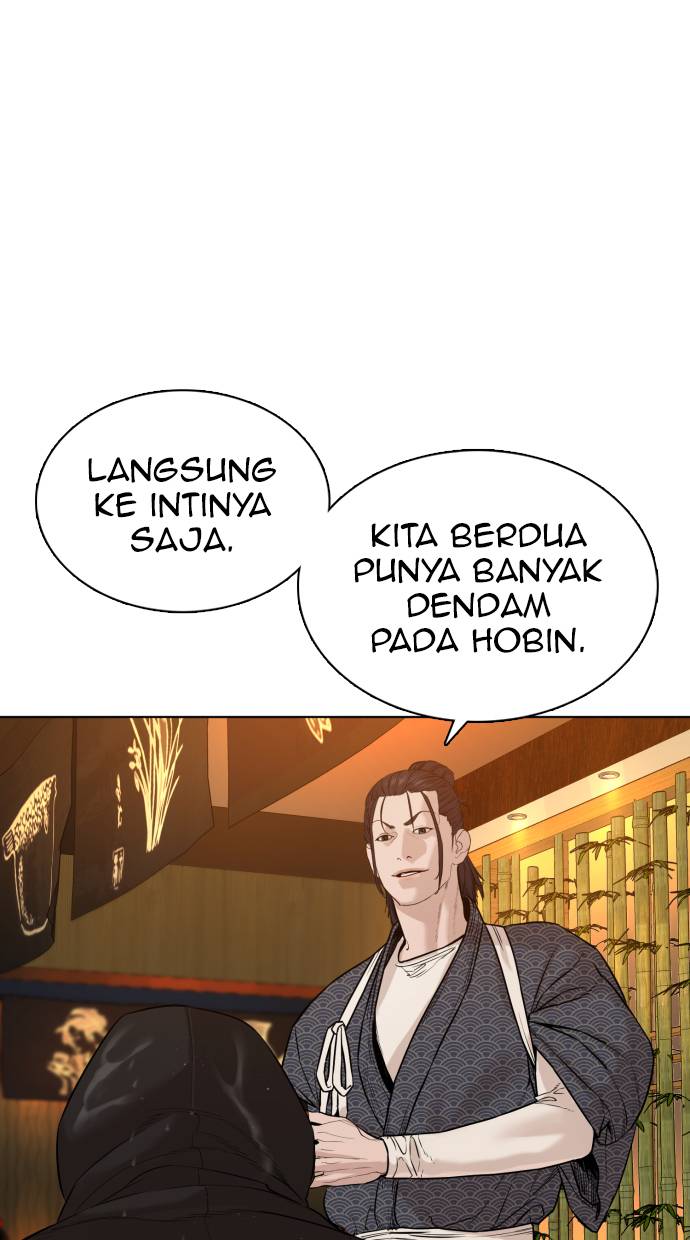 LANGSUNG
KE INTINYA
SAJA.
KITA BERDUA
PUNYA BANYAK
DENDAM
PADA HOBIN.